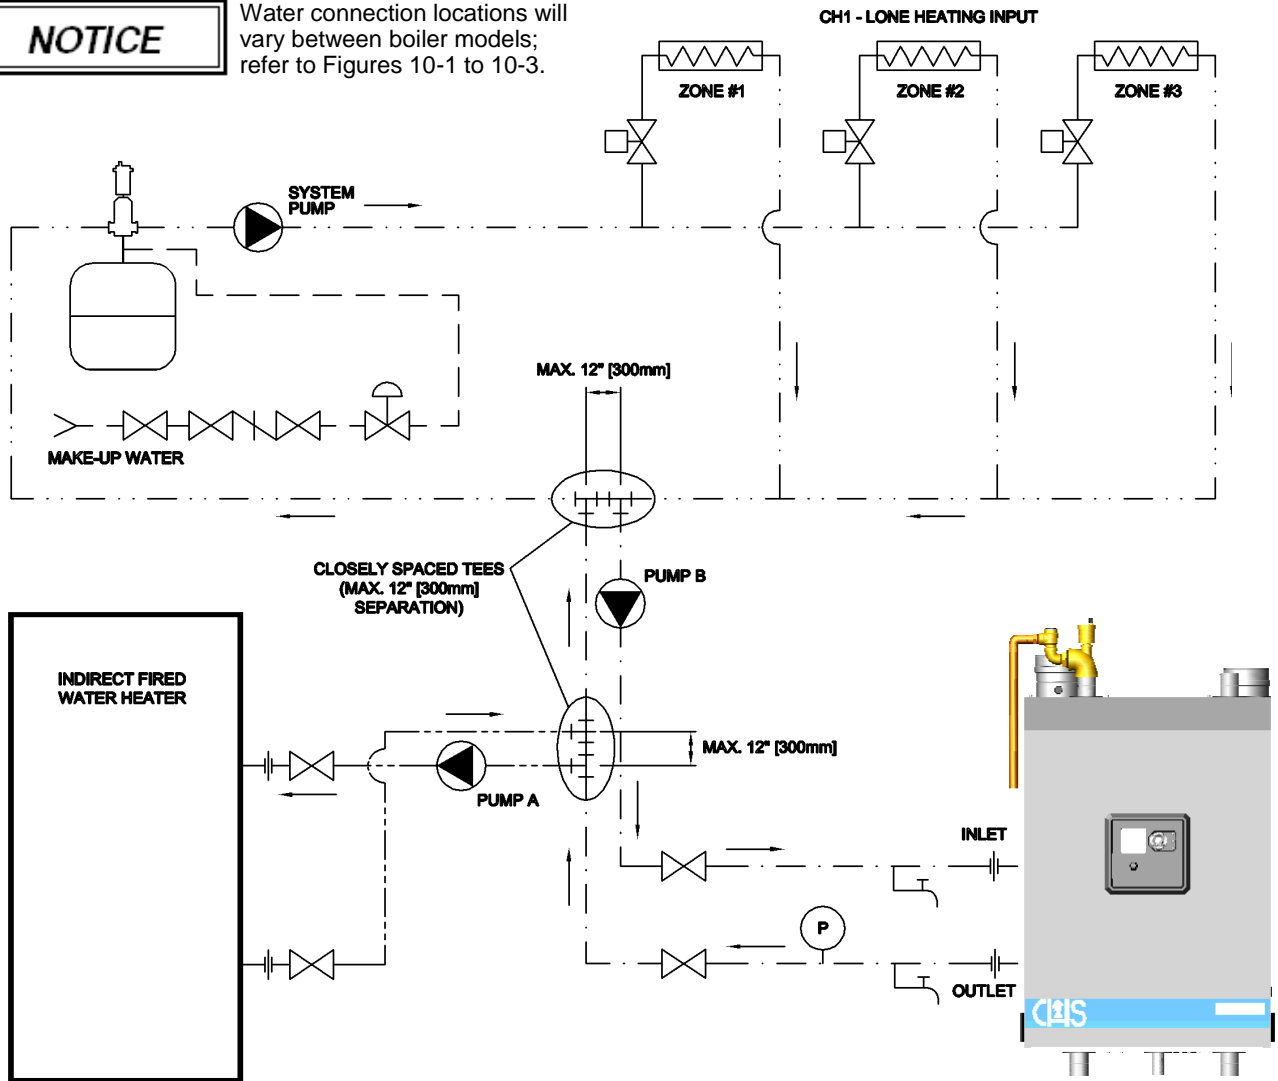 NOTICE
Water connection locations will
vary between boiler models;
refer to Figures 10-1 to 10-3.
CH1 - LONE HEATING INPUT
ZONE #1
ZONE #2
ZONE #3
SYSTEM
PUMP
MAKE-UP WATER
MAX. 12" [300mm]
CLOSELY SPACED TEES
(MAX. 12" [300mm]
SEPARATION)
PUMP B
INDIRECT FIRED
WATER HEATER
MAX. 12" [300mm]
PUMP A
INLET
P
OUTLET
CHS